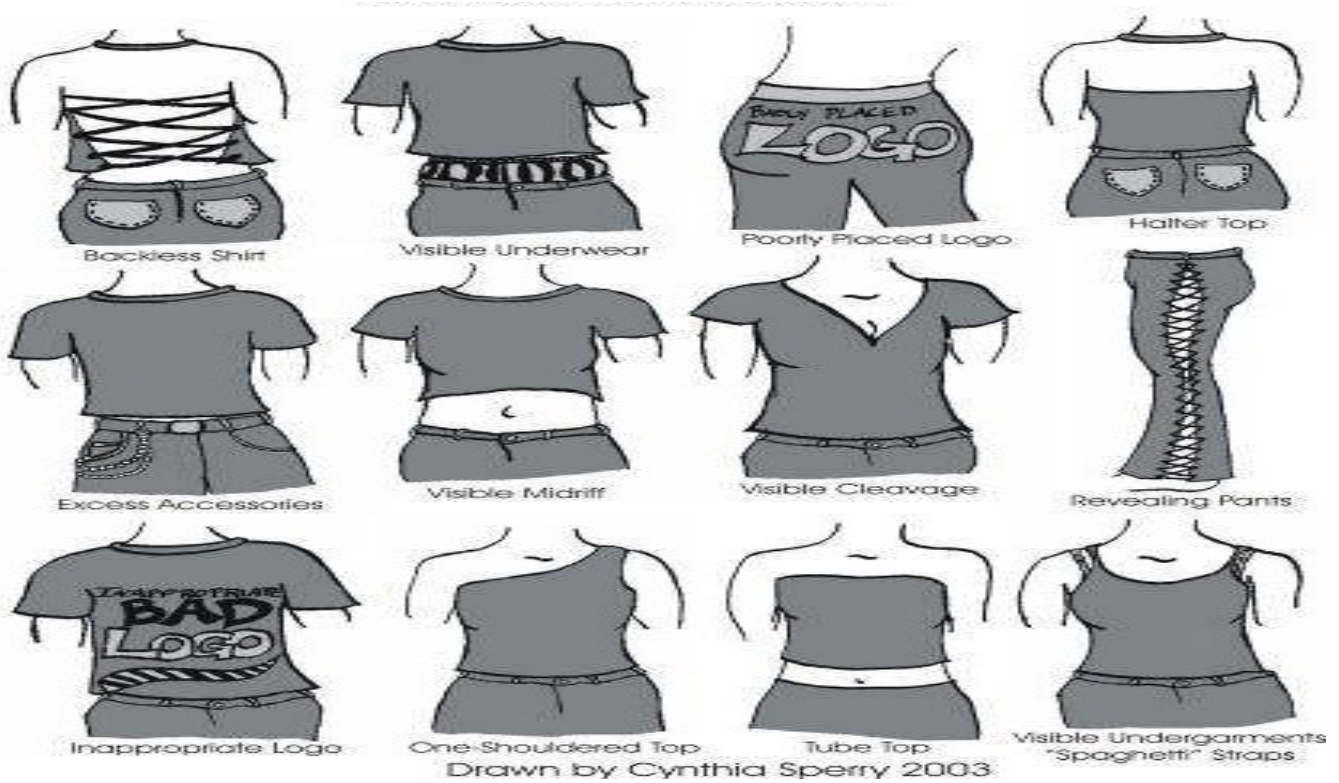 BADLY PLACED
LOGO
Backless Shirt
Visible Underwear
Poorly Placed Logo
Halter Top
Excess Accessories
Visible Midriff
Visible Cleavage
Revealing Pants
INAPPROPRIATE
BAD
LOGO
Inappropriate Logo
One-Shouldered Top
Tube Top
Visible Undergarments
"Spaghetti" Straps
Drawn by Cynthia Sperry 2003